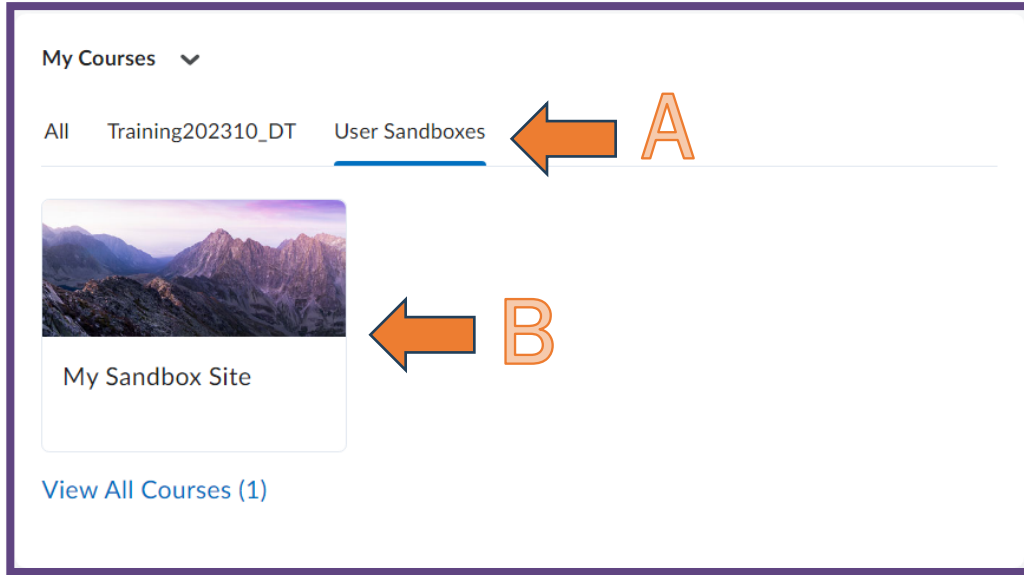 My Courses
All Training202310_DT User Sandboxes A
B
My Sandbox Site
View All Courses (1)